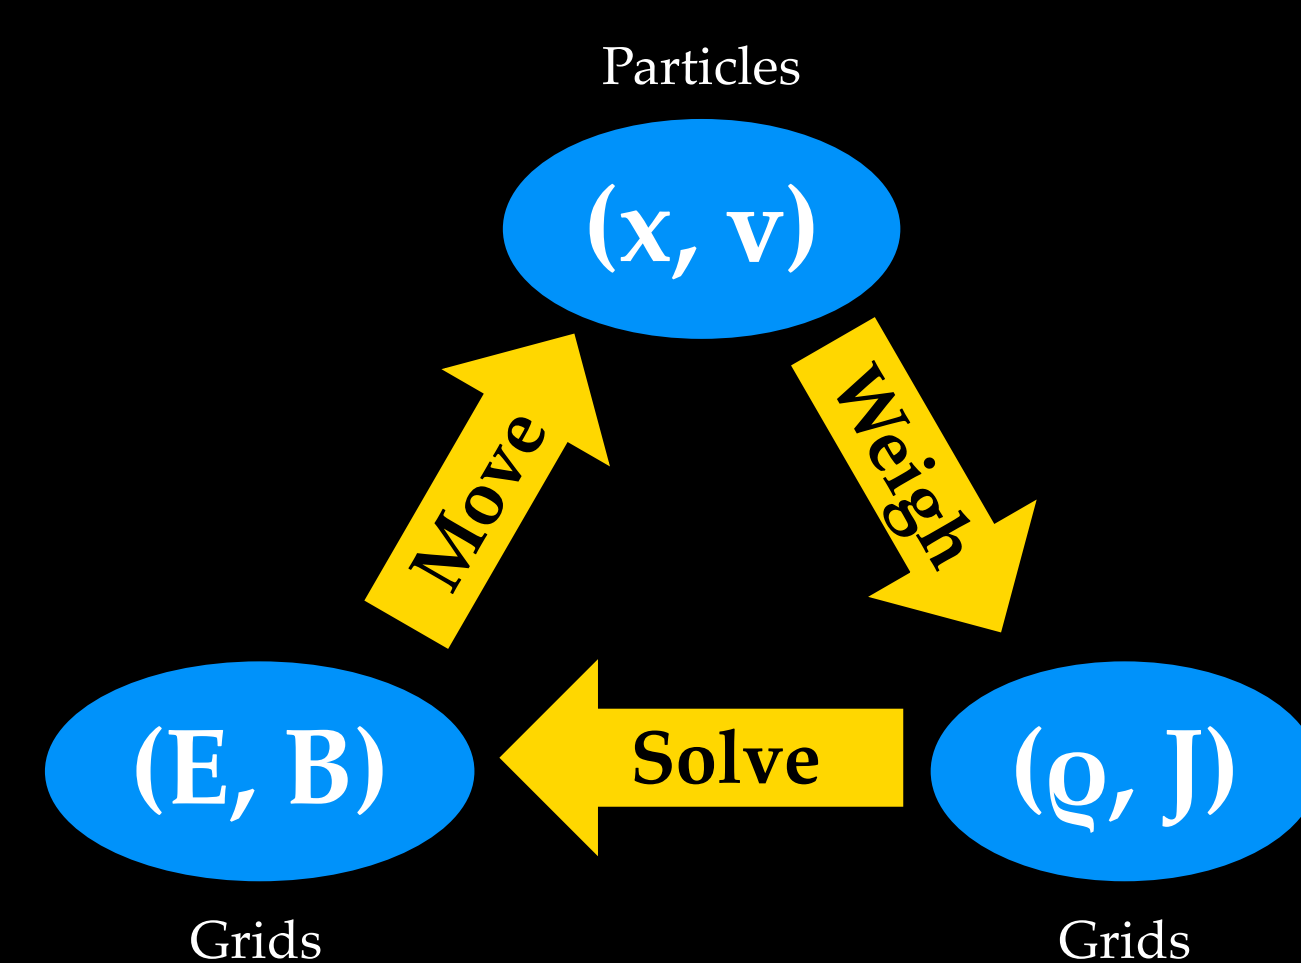 Particles
(x, v)
Move
Weigh
(E, B)
Solve
(ϱ, J)
Grids
Grids